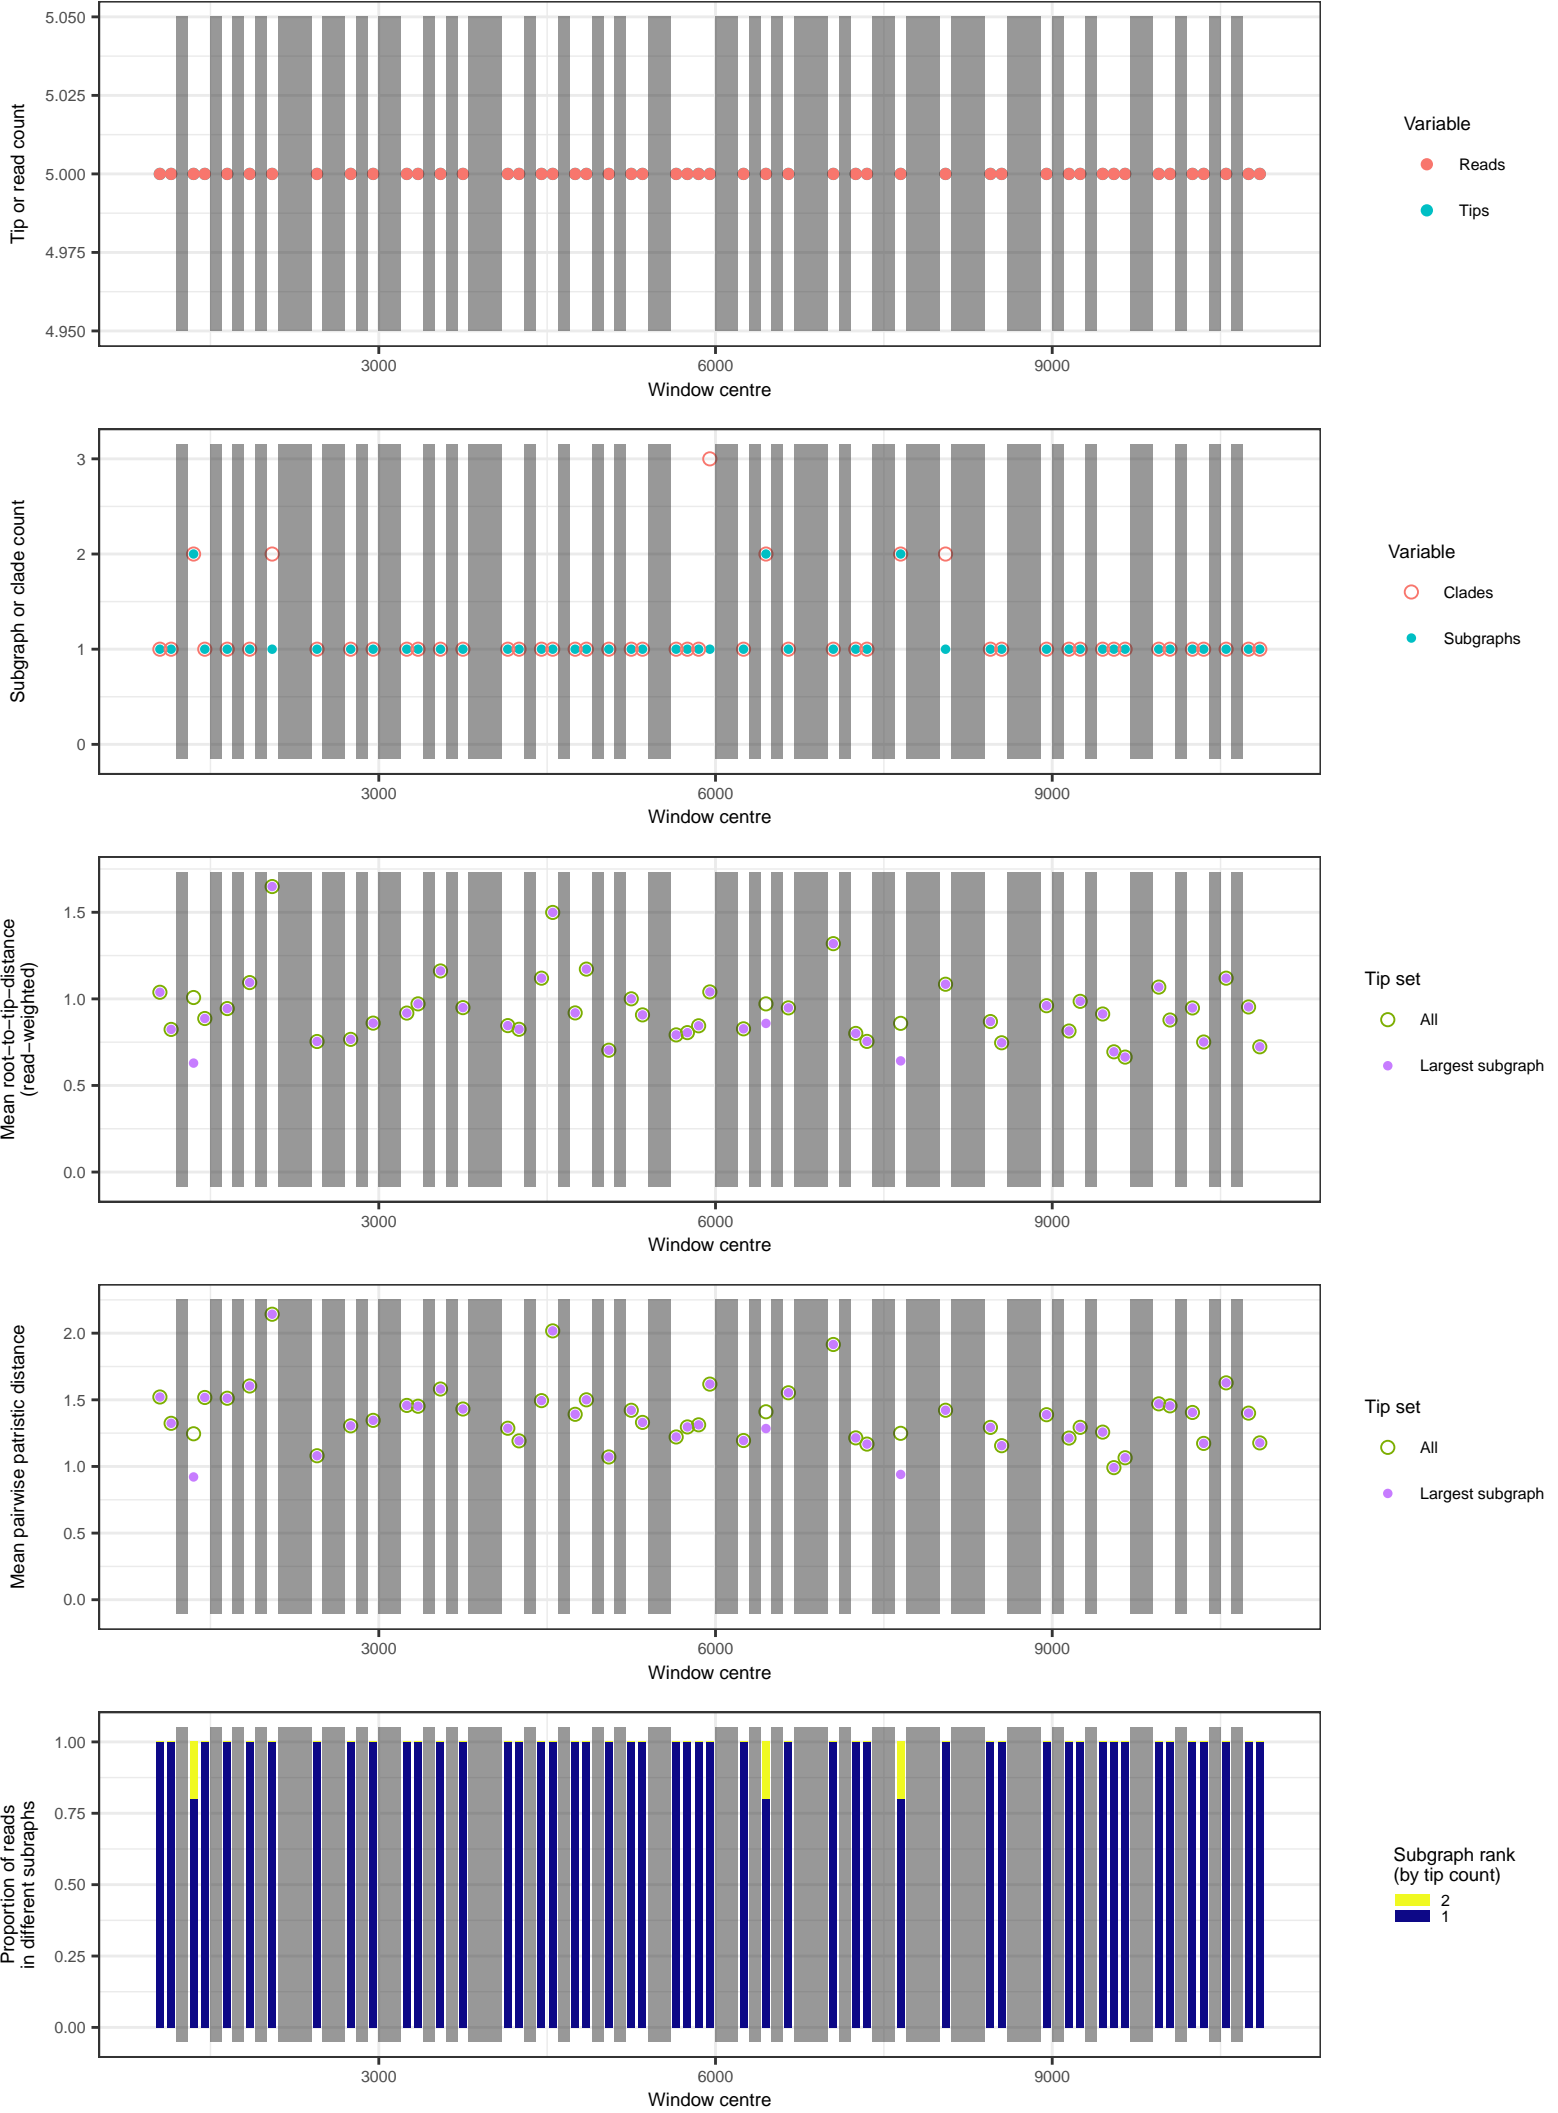 5.050
5.025
5.000
4.975
4.950
Tip or read count
3000
6000
9000
Window centre
Variable
Reads
Tips
3
2
1
0
Subgraph or clade count
3000
6000
9000
Window centre
Variable
Clades
Subgraphs
1.5
1.0
0.5
0.0
Mean root−to−tip−distance
(read−weighted)
3000
6000
9000
Window centre
Tip set
All
Largest subgraph
2.0
1.5
1.0
0.5
0.0
Mean pairwise patristic distance
3000
6000
9000
Window centre
Tip set
All
Largest subgraph
1.00
0.75
0.50
0.25
0.00
Proportion of reads
in different subraphs
3000
6000
9000
Window centre
Subgraph rank
(by tip count)
2
1